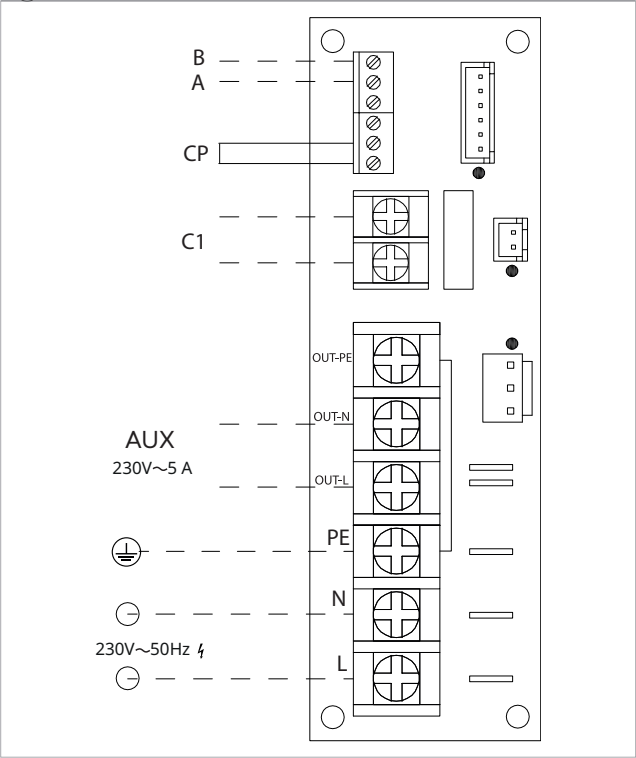 B
A
CP
C1
OUT-PE
OUT-N
AUX
230V~5 A
OUT-L
PE
N
230V~50Hz
L